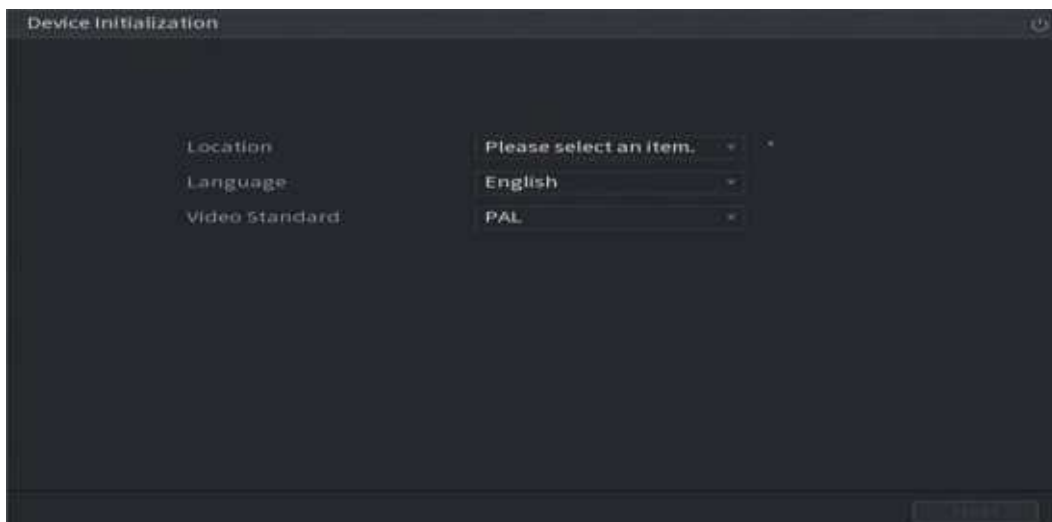 Device Initialization
Location Please select an item. *
Language English
Video Standard PAL